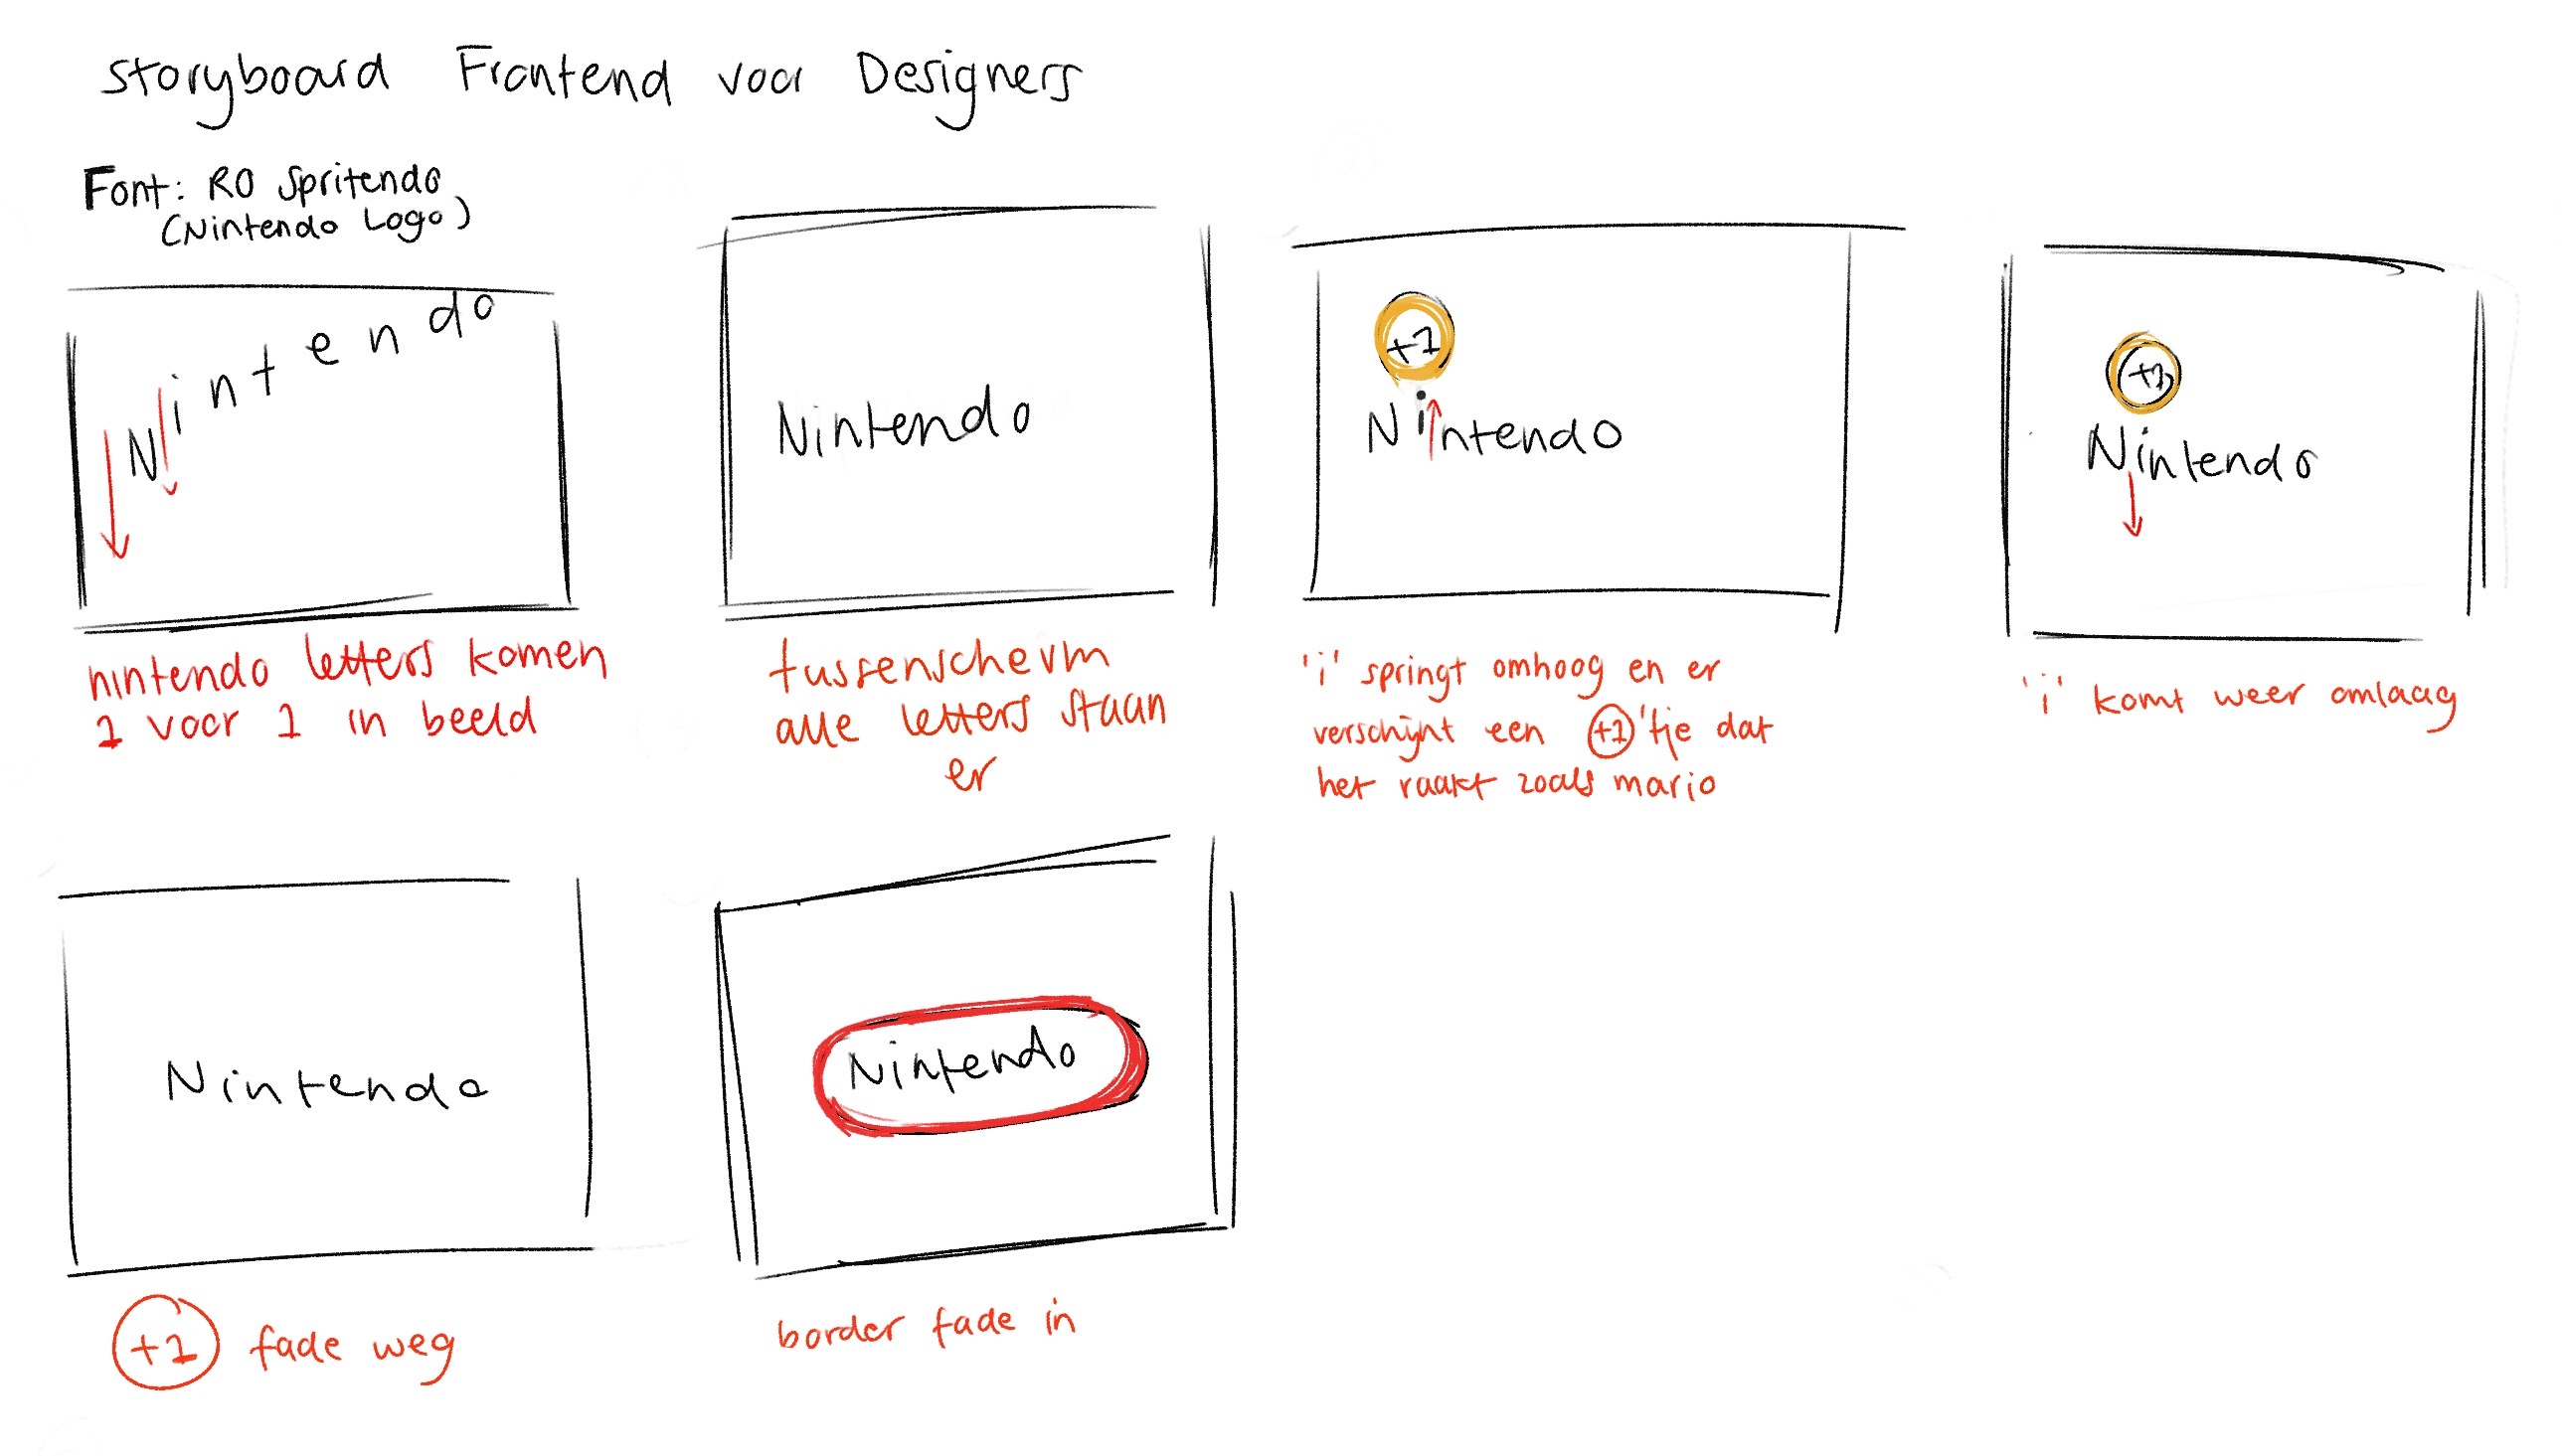 Storyboard Frontend voor Designers
Font: RO Spritendo
(Nintendo Logo)
Nintendo
nintendo letters komen
1 voor 1 in beeld
Nintendo
tussenscherm
alle letters staan
er
+1
Nintendo
'i' springt omhoog en er
verschijnt een +1'tje dat
het raakt zoals mario
+1
Nintendo
'i' komt weer omlaag
Nintendo
+1 fade weg
Nintendo
border fade in